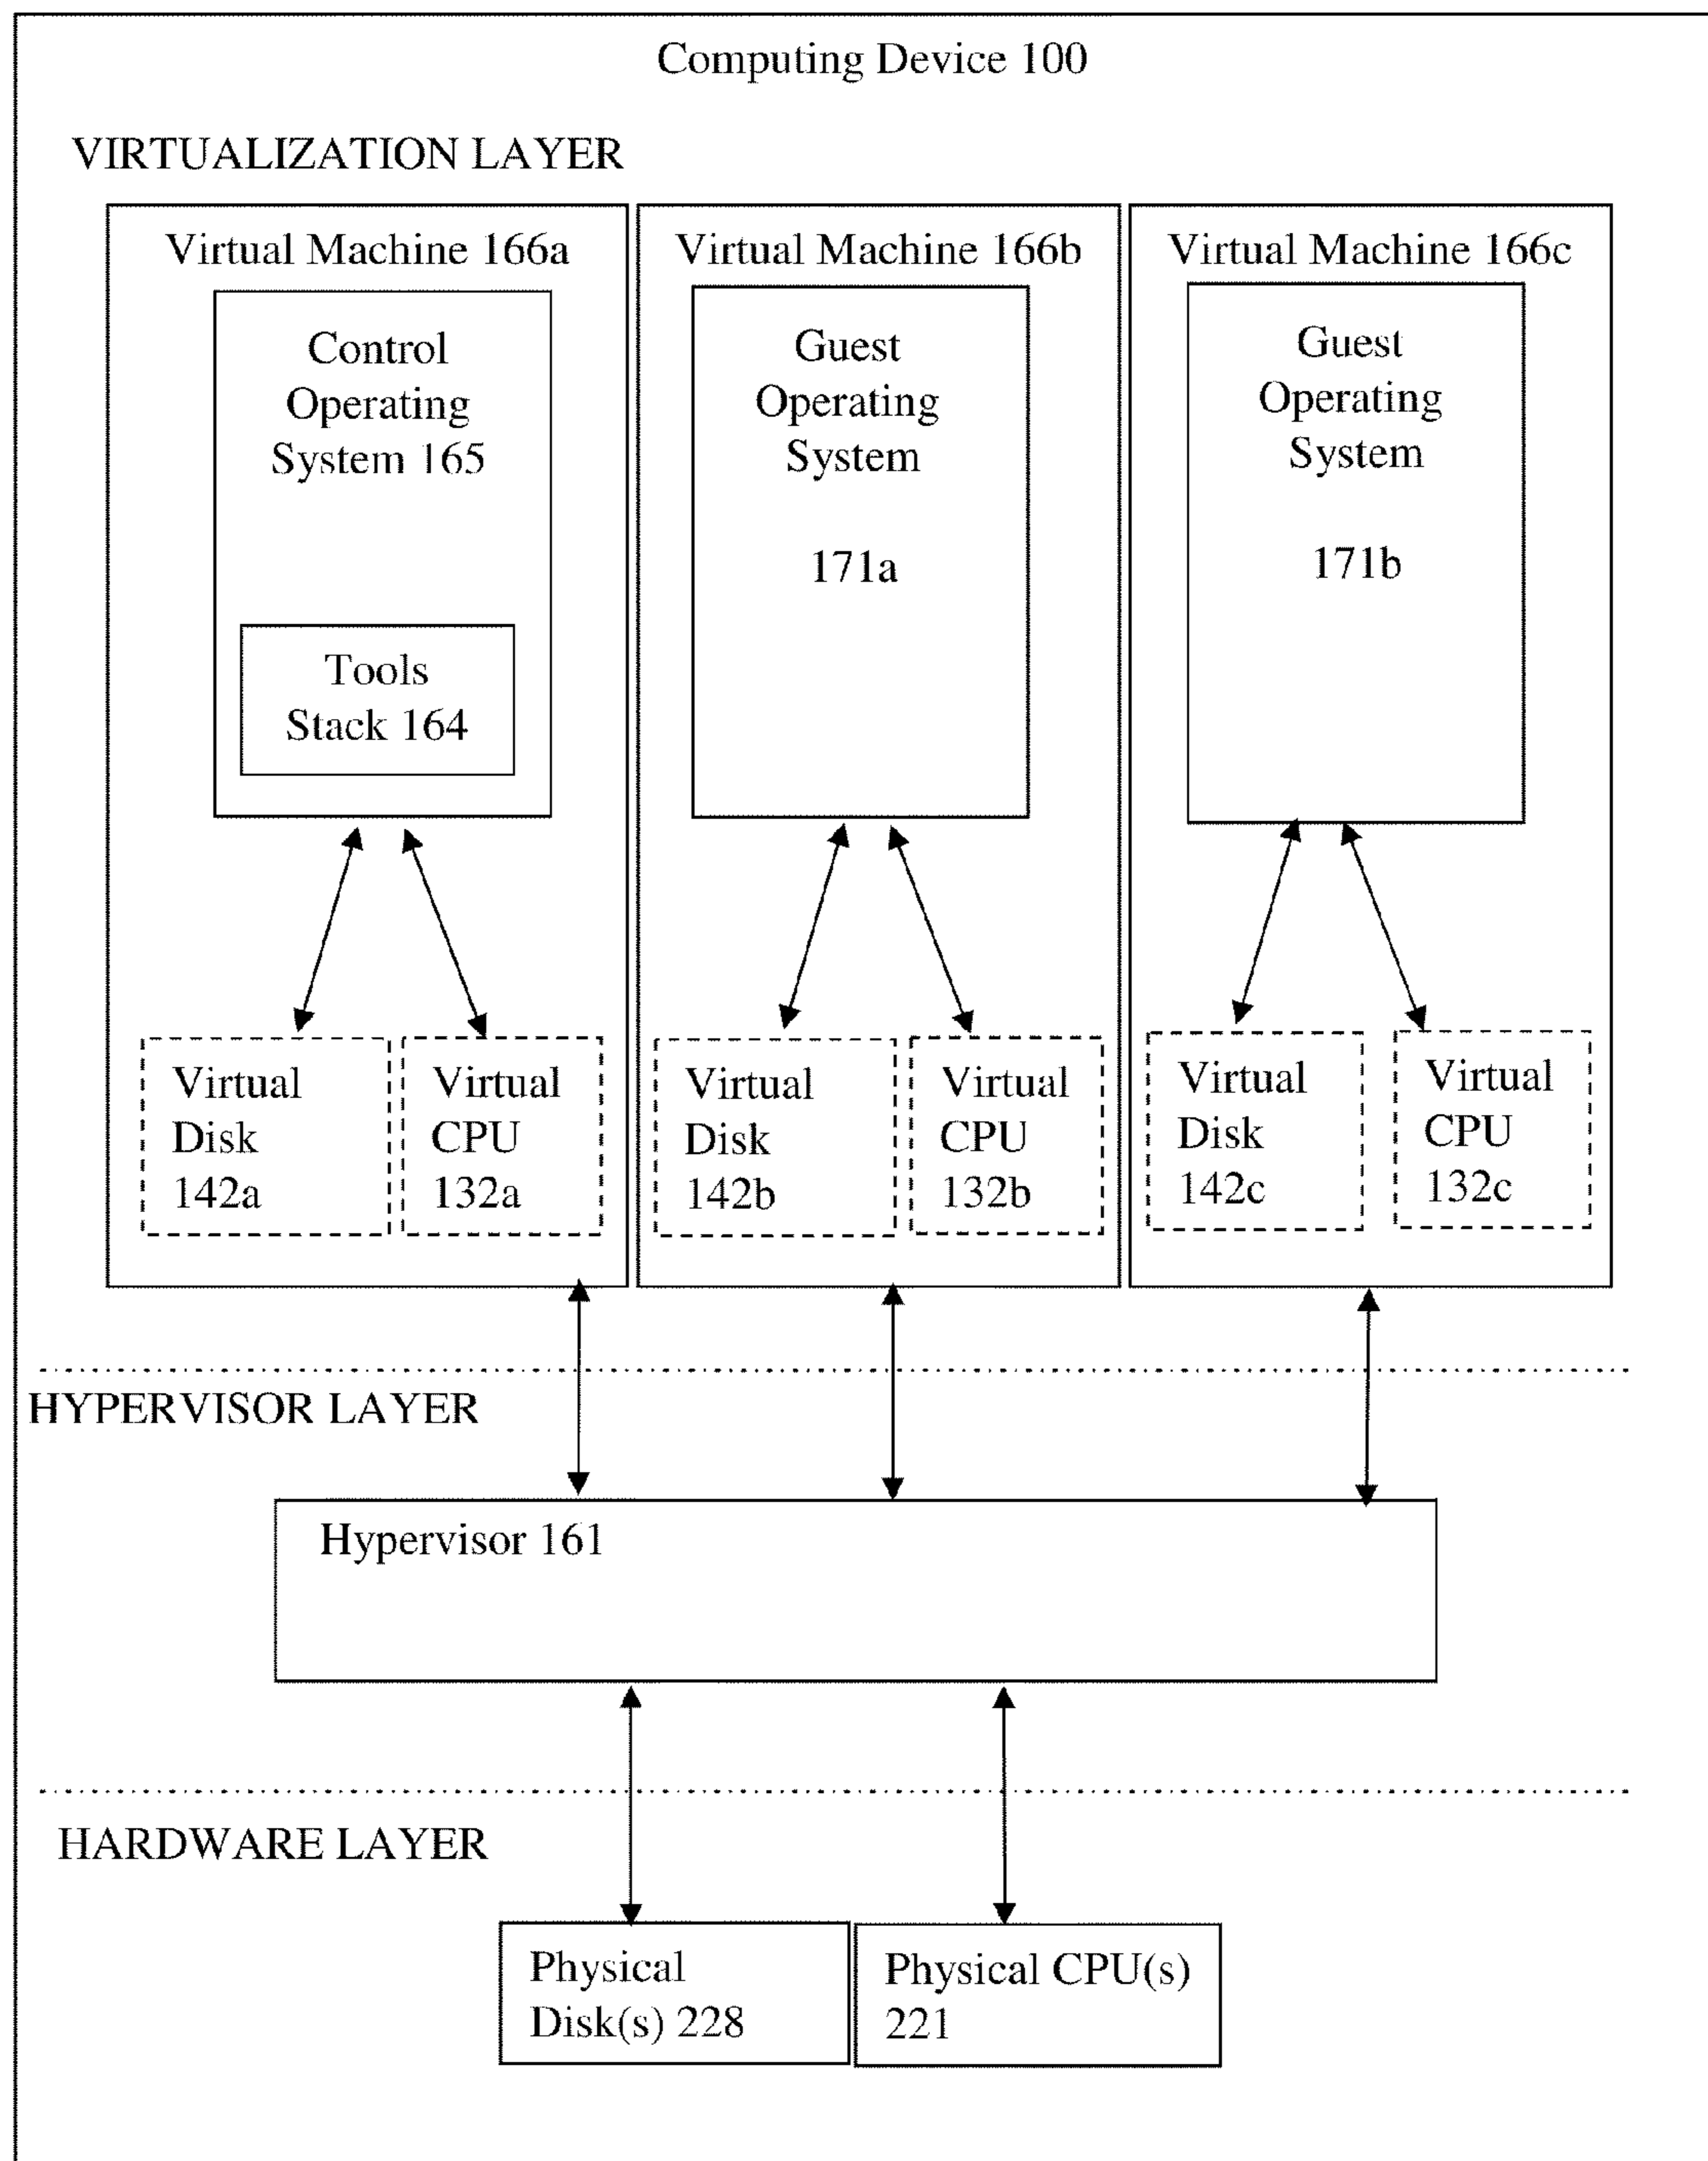 Computing Device 100
VIRTUALIZATION LAYER
Virtual Machine 166a
Control
Operating
System 165
Tools
Stack 164
Virtual
Disk
142a
Virtual
CPU
132a
Virtual Machine 166b
Guest
Operating
System
171a
Virtual
Disk
142b
Virtual
CPU
132b
Virtual Machine 166c
Guest
Operating
System
171b
Virtual
Disk
142c
Virtual
CPU
132c
HYPERVISOR LAYER
Hypervisor 161
HARDWARE LAYER
Physical
Disk(s) 228
Physical CPU(s)
221